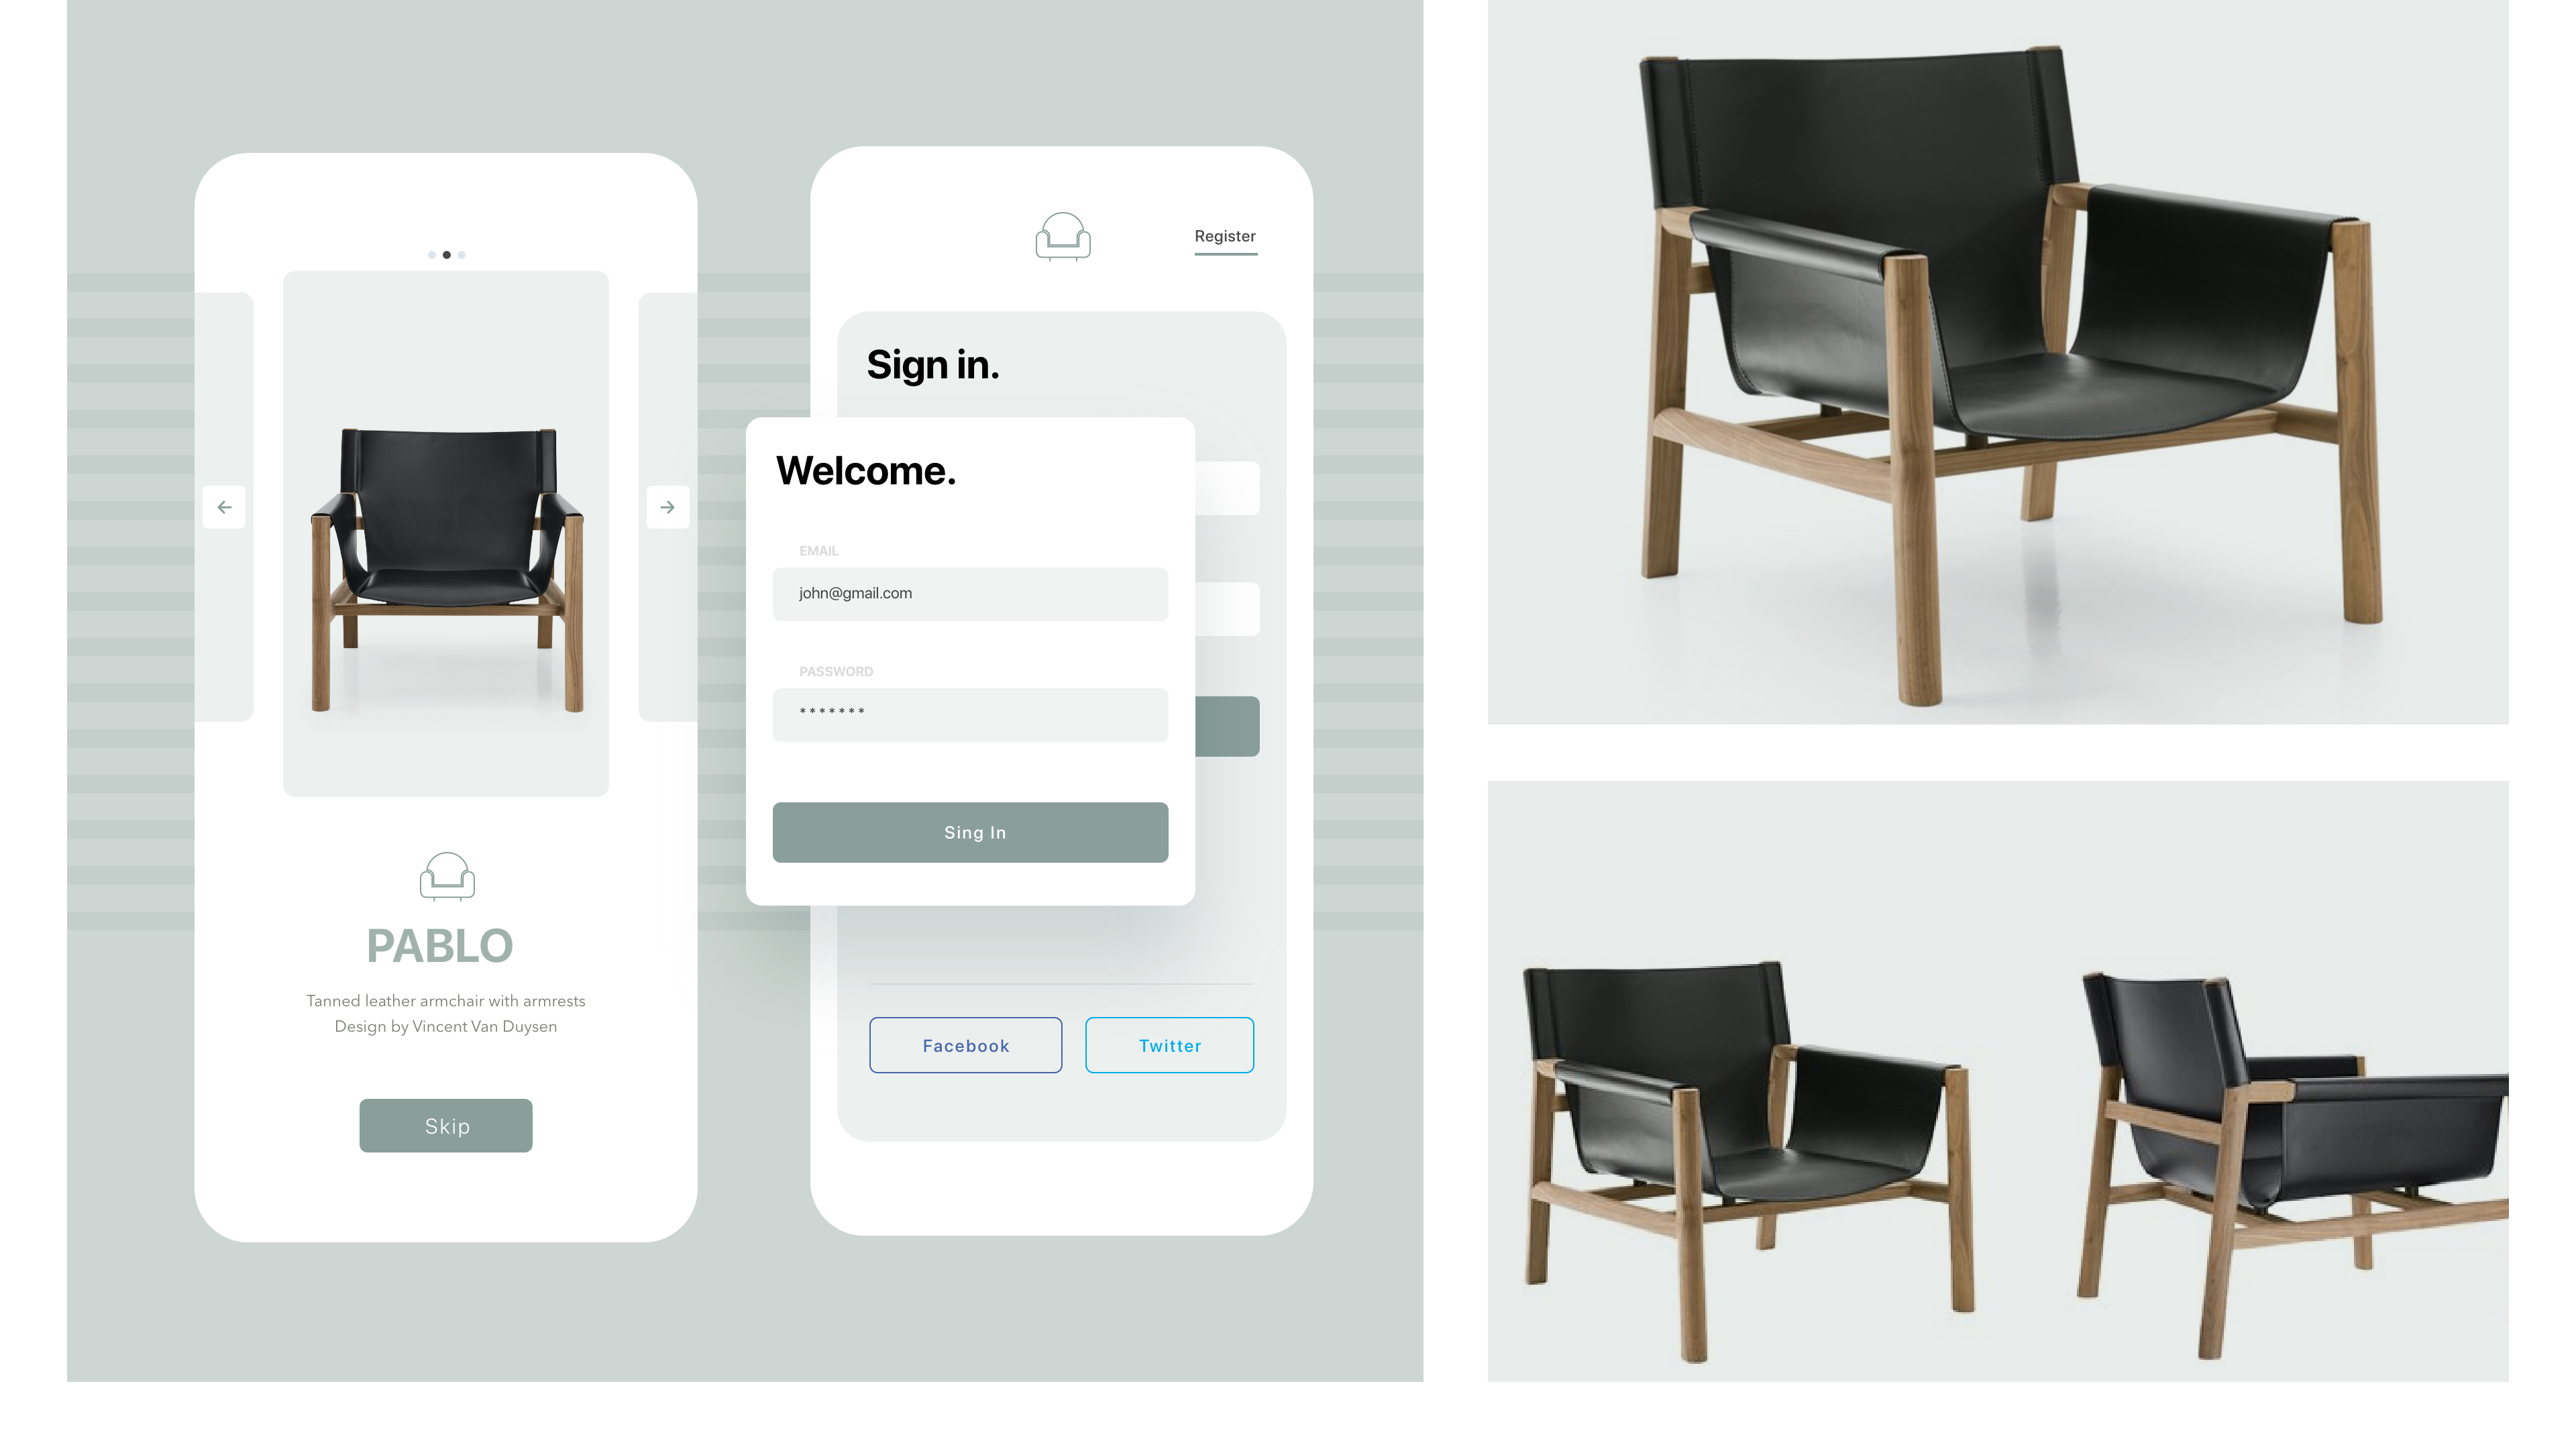 PABLO
Tanned leather armchair with armrests
Design by Vincent Van Duysen
Skip
Register
Sign in.
Welcome.
EMAIL
john@gmail.com
PASSWORD
*******
Sing In
Facebook
Twitter